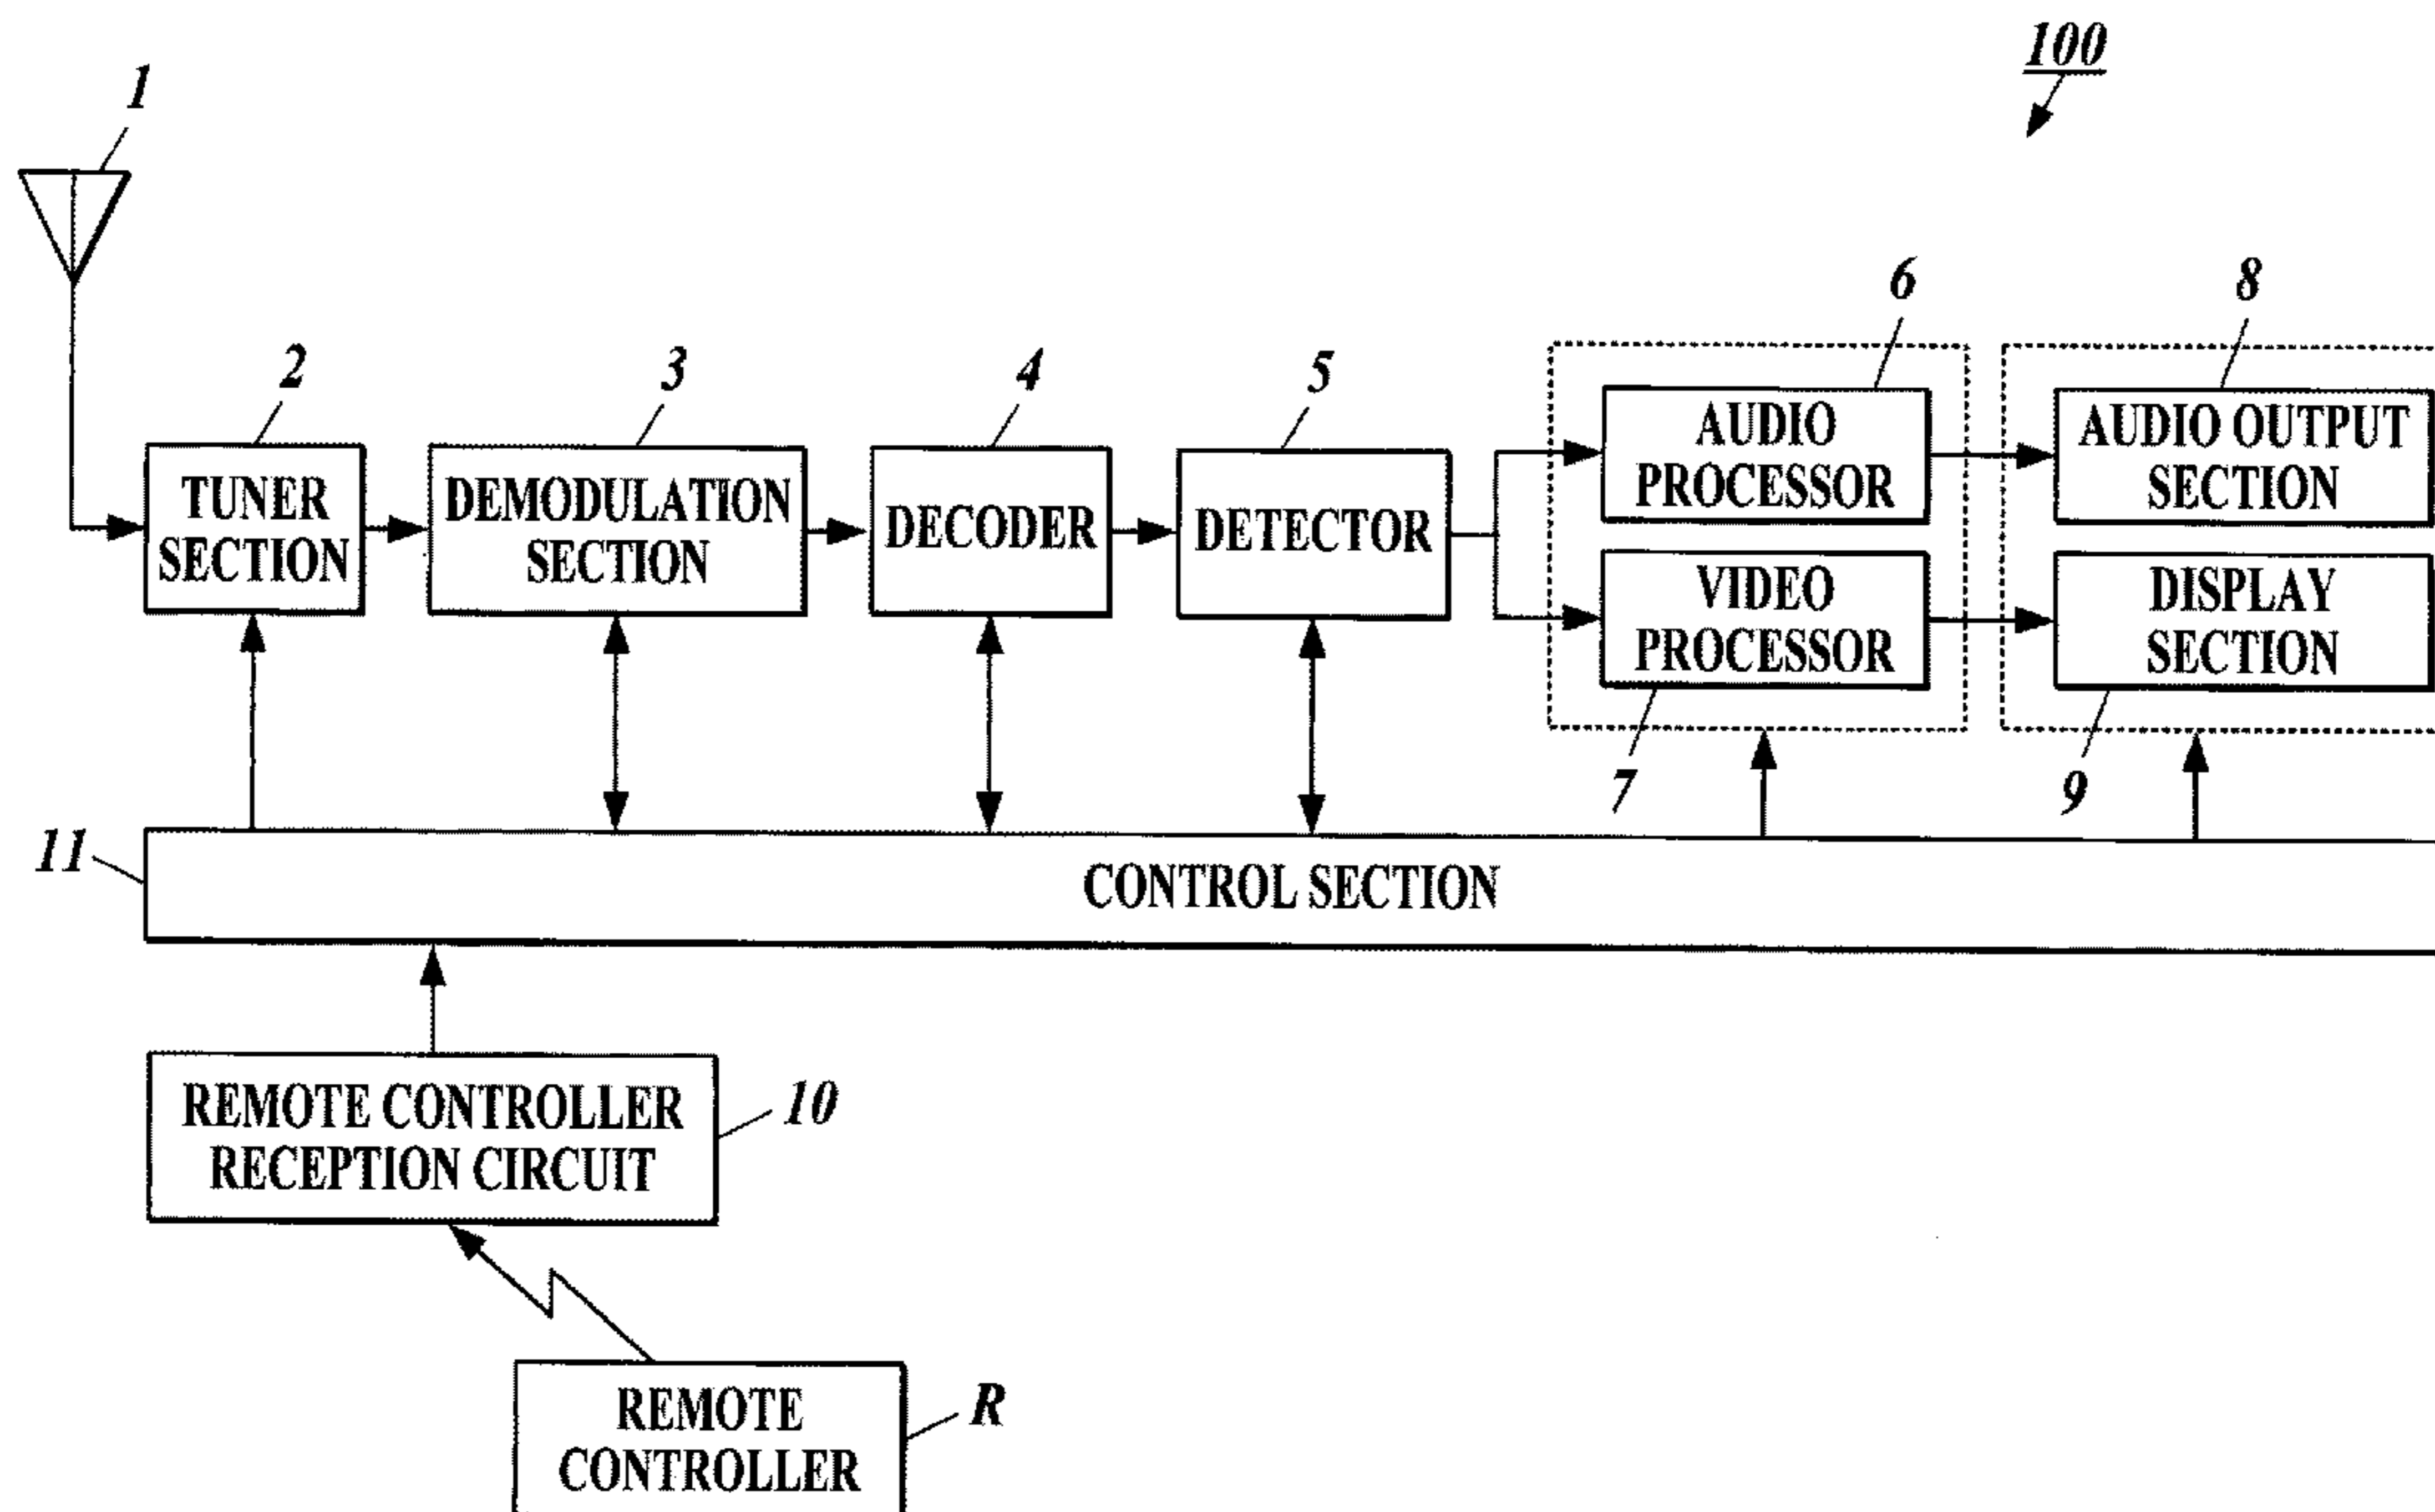 100
1
6
8
2
3
4
5
AUDIO
PROCESSOR
AUDIO OUTPUT
SECTION
TUNER
SECTION
DEMODULATION
SECTION
DECODER
DETECTOR
VIDEO
PROCESSOR
DISPLAY
SECTION
7
9
11
CONTROL SECTION
REMOTE CONTROLLER
RECEPTION CIRCUIT
10
REMOTE
CONTROLLER
R